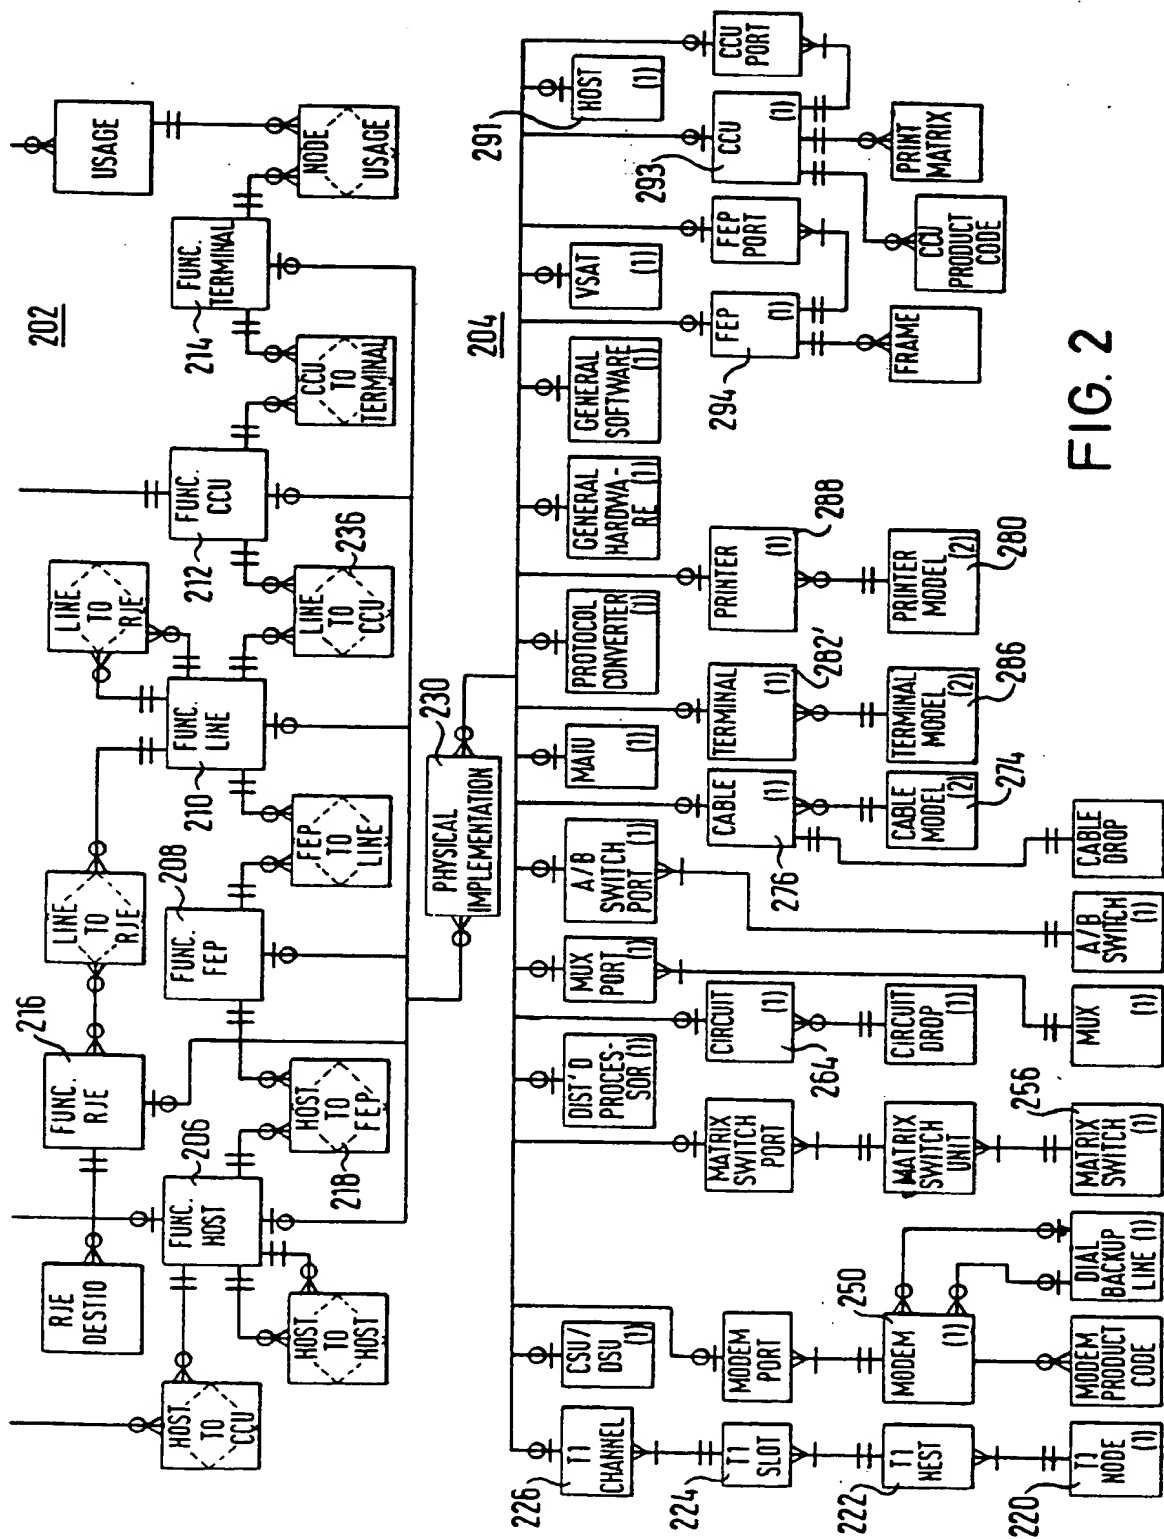 202
USAGE
NODE
USAGE
FUNC.
TERMINAL
214
CCU
TO
TERMINAL
FUNC.
CCU
212
LINE
TO
CCU
236
LINE
TO
RJE
FUNC.
LINE
210
FEP
TO
LINE
LINE
TO
RJE
FUNC.
FEP
208
216
FUNC.
RJE
HOST
TO
FEP
218
206
FUNC.
HOST
RJE
DESTIO
HOST
TO
HOST
HOST
TO
CCU
230
PHYSICAL
IMPLEMENTATION
204
226
T1
CHANNEL
CSU/
DSU
(1)
DIST'D
PROCES-
SOR (1)
MUX
PORT
(1)
A/B
SWITCH
PORT
(1)
MAIU
(1)
PROTOCOL
CONVERTER
(1)
GENERAL
HARDWA-
RE (1)
GENERAL
SOFTWARE
(1)
VSAT
(1)
291
HOST
(1)
224
T1
SLOT
MODEM
PORT
MATRIX
SWITCH
PORT
CIRCUIT
(1)
264
CABLE
(1)
276
TERMINAL
(1)
282'
PRINTER
(1)
288
FEP
(1)
294
FEP
PORT
CCU
(1)
293
CCU
PORT
222
T1
NEST
MODEM
(1)
250
MATRIX
SWITCH
UNIT
CIRCUIT
DROP
(1)
CABLE
MODEL
(2)
274
TERMINAL
MODEL
(2)
286
PRINTER
MODEL
(2)
280
FRAME
CCU
PRODUCT
CODE
PRINT
MATRIX
220
T1
NODE
(1)
MODEM
PRODUCT
CODE
DIAL
BACKUP
LINE (1)
256
MATRIX
SWITCH
(1)
MUX
(1)
A/B
SWITCH
(1)
CABLE
DROP
FIG. 2